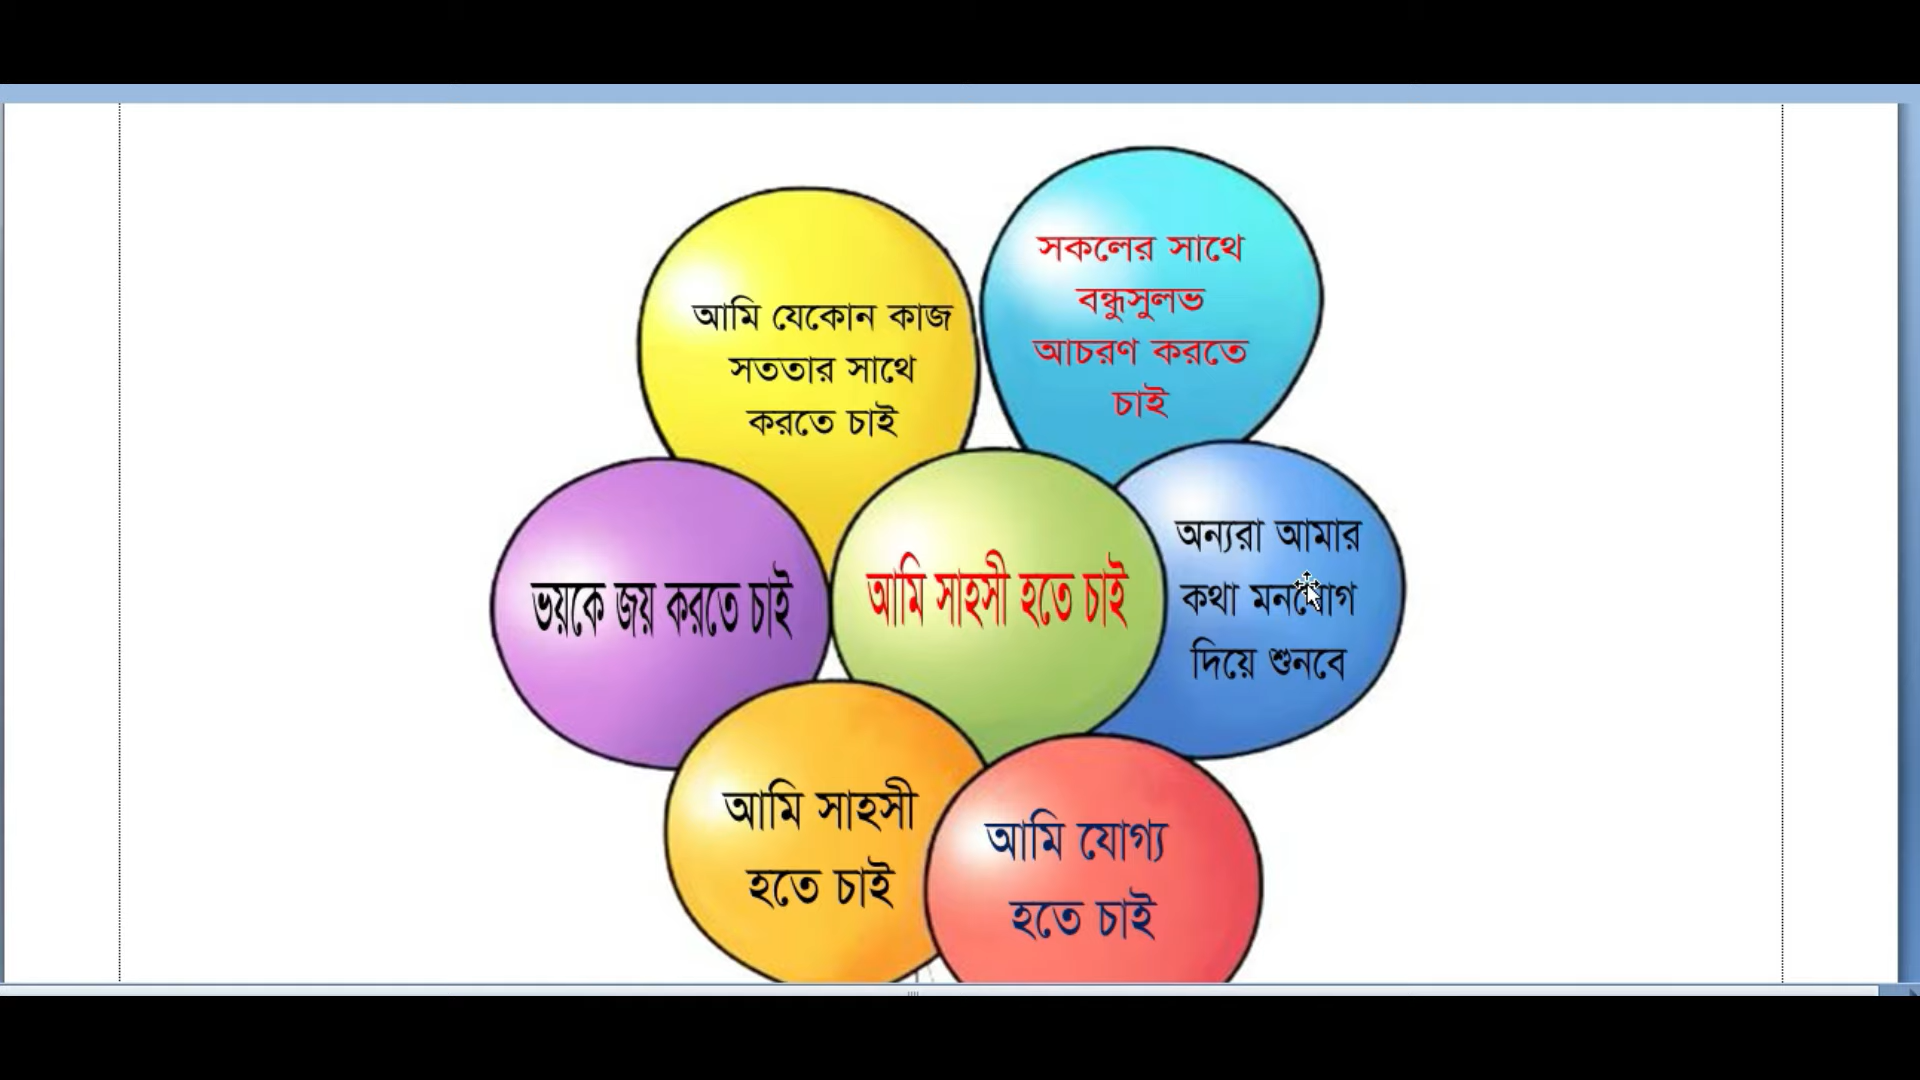 আমি যেকোন কাজ
সততার সাথে
করতে চাই
সকলের সাথে
বন্ধুসুলভ
আচরণ করতে
চাই
ভয়কে জয় করতে চাই
আমি সাহসী হতে চাই
অন্যরা আমার
কথা মনযোগ
দিয়ে শুনবে
আমি সাহসী
হতে চাই
আমি যোগ্য
হতে চাই